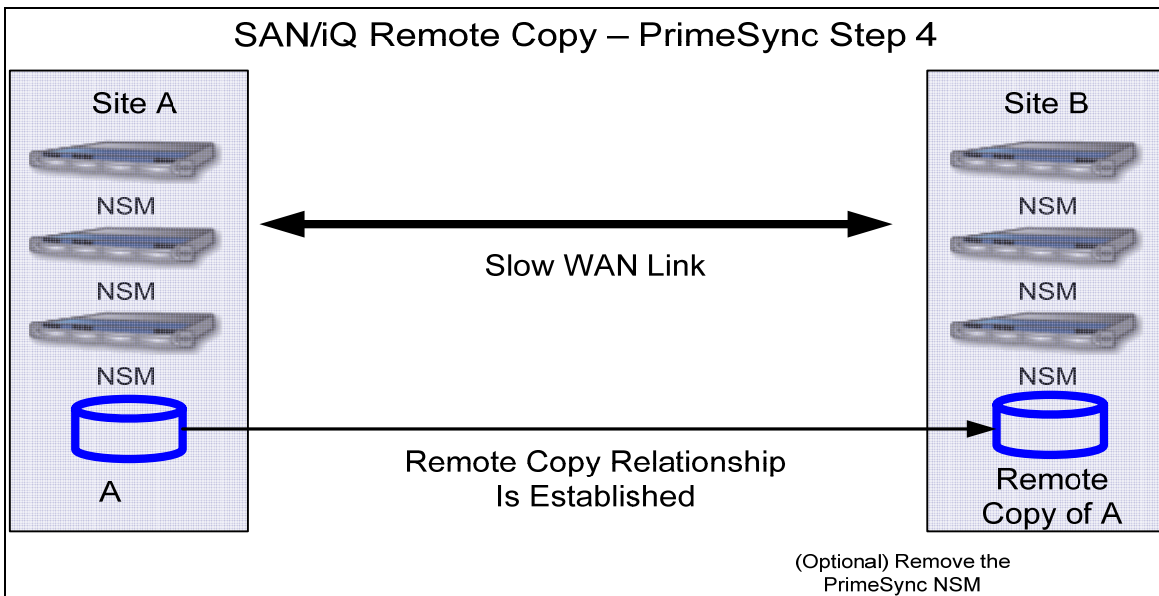 SAN/iQ Remote Copy – PrimeSync Step 4
Site A
NSM
NSM
NSM
A
Slow WAN Link
Remote Copy Relationship
Is Established
Site B
NSM
NSM
NSM
Remote
Copy of A
(Optional) Remove the
PrimeSync NSM